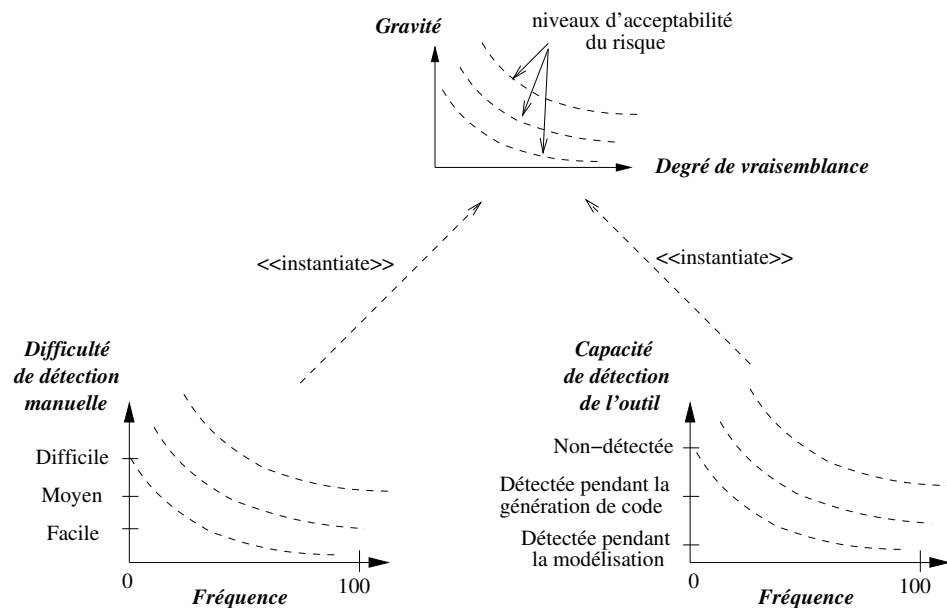 niveaux d'acceptabilité
du risque
Gravité
Degré de vraisemblance
<<instantiate>>
<<instantiate>>
Difficulté
de détection
manuelle
Difficile
Moyen
Facile
0
100
Fréquence
Capacité
de détection
de l'outil
Non−détectée
Détectée pendant la
génération de code
Détectée pendant
la modélisation
0
100
Fréquence